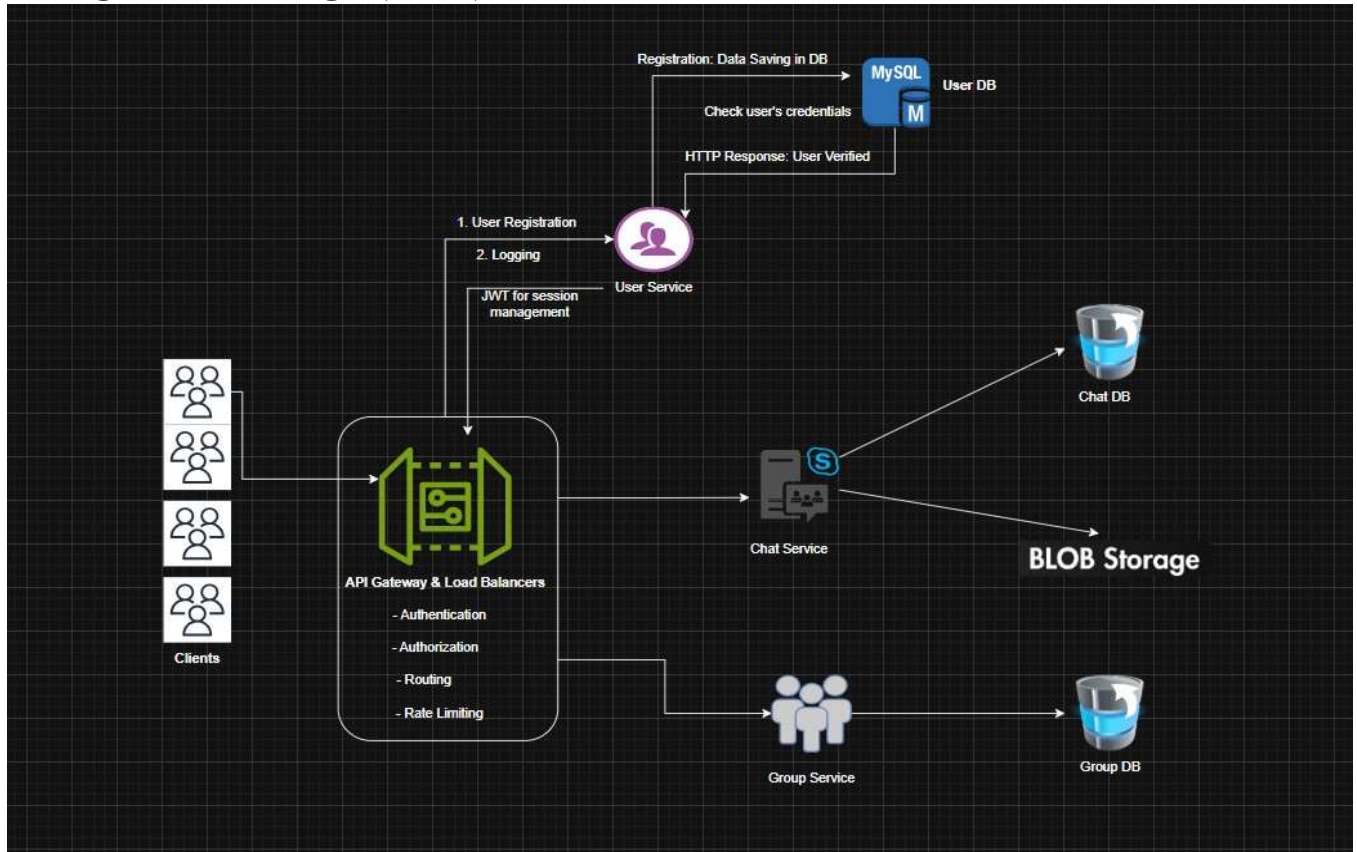 Registration: Data Saving in DB
MySQL
User DB
M
Check user's credentials
HTTP Response: User Verified
1. User Registration
2. Logging
User Service
JWT for session
management
Chat DB
S
Chat Service
BLOB Storage
API Gateway & Load Balancers
- Authentication
- Authorization
- Routing
- Rate Limiting
Clients
Group Service
Group DB